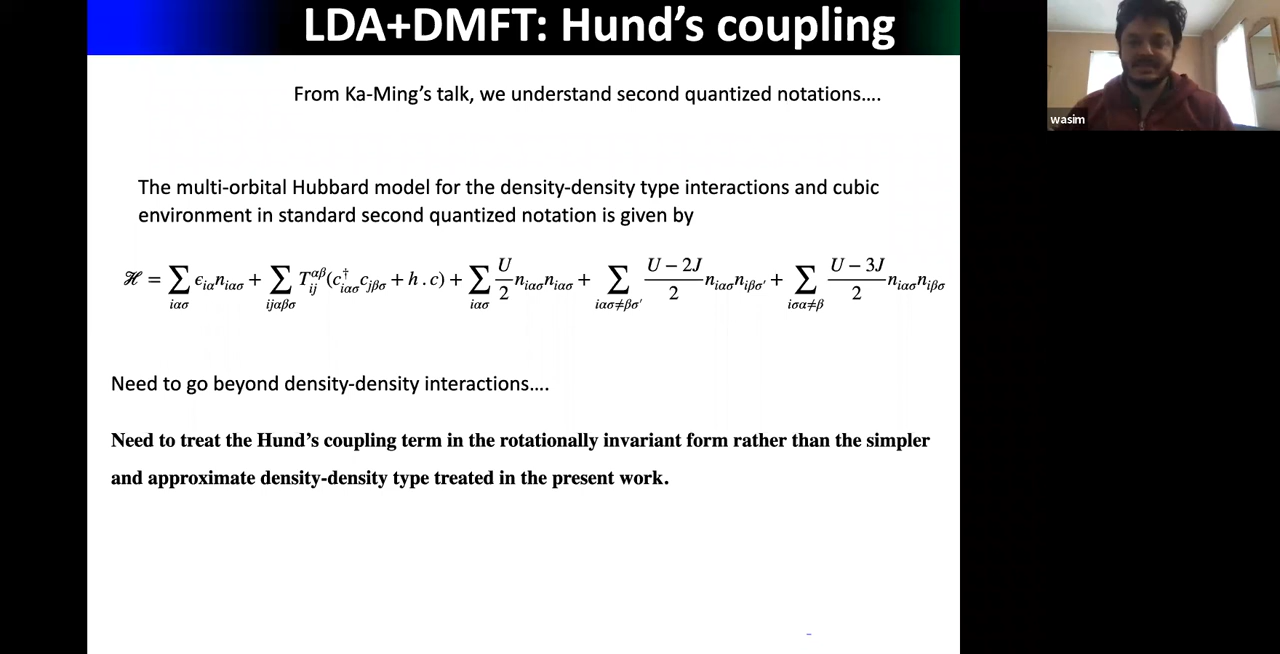 LDA+DMFT: Hund's coupling
From Ka-Ming's talk, we understand second quantized notations....
wasim
The multi-orbital Hubbard model for the density-density type interactions and cubic
environment in standard second quantized notation is given by
ℋ = ∑_{iασ} ϵ_{iα}n_{iασ} + ∑_{ijαβσ} T_{ij}^{αβ}(c†_{iασ}c_{jβσ} + h . c) + ∑_{iασ} U/2 n_{iασ}n_{iασ} + ∑_{iασ≠βσ′} (U − 2J)/2 n_{iασ}n_{iβσ′} + ∑_{iσα≠β} (U − 3J)/2 n_{iασ}n_{iβσ}
Need to go beyond density-density interactions....
Need to treat the Hund's coupling term in the rotationally invariant form rather than the simpler
and approximate density-density type treated in the present work.